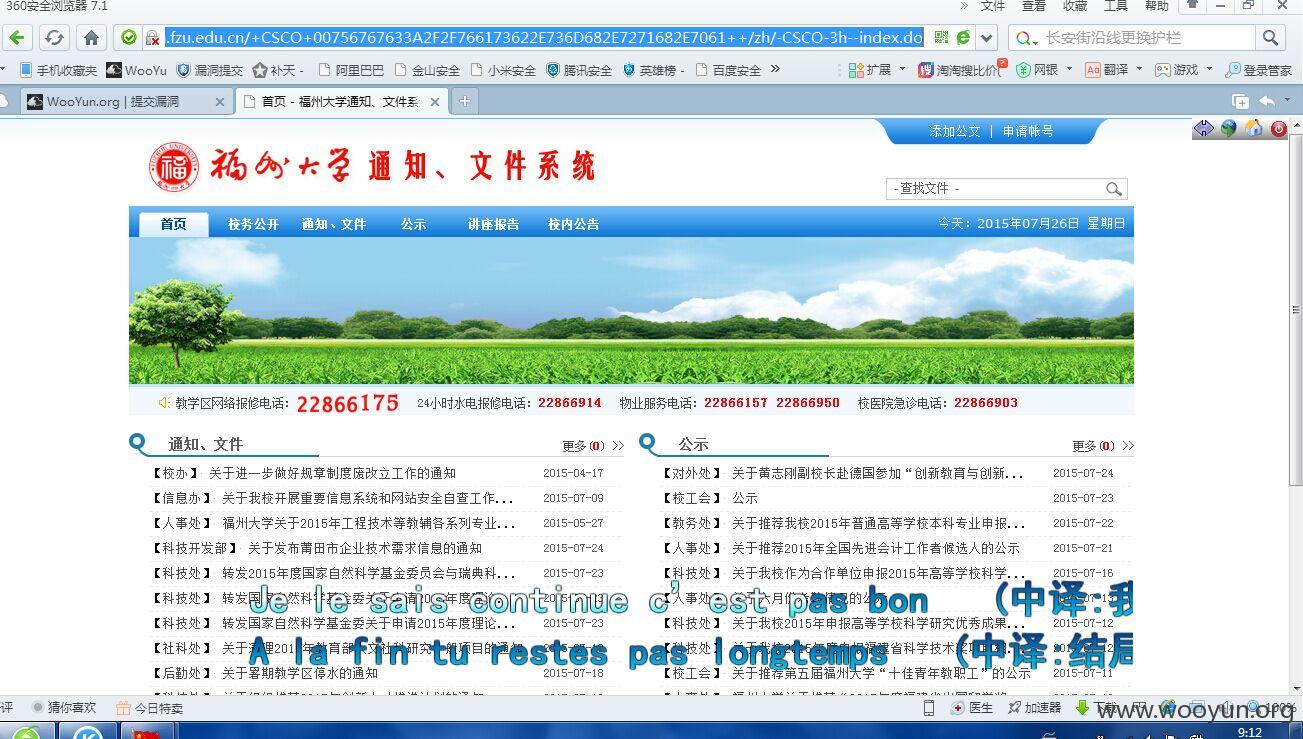 360安全浏览器 7.1
» 文件 查看 收藏 工具 帮助
.fzu.edu.cn/+CSCO+00756767633A2F2F766173622E736D682E7271682E7061++/zh/-CSCO-3h--index.do
长安街沿线更换护栏
手机收藏夹 WooYu 漏洞提交 补天 - 阿里巴巴 金山安全 小米安全 腾讯安全 英雄榜 - 百度安全 » 扩展 淘淘搜比价( 网银 翻译 游戏 登录管家
WooYun.org | 提交漏洞
首页 - 福州大学通知、文件系
添加公文 | 申请帐号
福州大学 通知、文件系统
- 查找文件 -
首页 校务公开 通知、文件 公示 讲座报告 校内公告
今天：2015年07月26日 星期日
教学区网络报修电话：22866175 24小时水电报修电话：22866914 物业服务电话：22866157 22866950 校医院急诊电话：22866903
通知、文件 更多(0) >>
【校办】 关于进一步做好规章制度废改立工作的通知 2015-04-17
【信息办】 关于我校开展重要信息系统和网站安全自查工作... 2015-07-09
【人事处】 福州大学关于2015年工程技术等教辅各系列专业... 2015-05-27
【科技开发部】 关于发布莆田市企业技术需求信息的通知 2015-07-24
【科技处】 转发2015年度国家自然科学基金委员会与瑞典科... 2015-07-23
【科技处】
【科技处】 转发国家自然科学基金委关于申请2015年度理论... 2015-07-23
【社科处】
【后勤处】 关于暑期教学区停水的通知 2015-07-18
公示 更多(0) >>
【对外处】 关于黄志刚副校长赴德国参加“创新教育与创新... 2015-07-24
【校工会】 公示 2015-07-23
【教务处】 关于推荐我校2015年普通高等学校本科专业申报... 2015-07-22
【人事处】 关于推荐2015年全国先进会计工作者候选人的公示 2015-07-21
【科技处】 关于我校作为合作单位申报2015年高等学校科学... 2015-07-16
【人事处】
【科技处】 关于我校2015年申报高等学校科学研究优秀成果... 2015-07-12
【科技处】
【校工会】 关于推荐第五届福州大学“十佳青年教职工”的公示 2015-07-11
Je le sais continue c'est pas bon （中译:我
A la fin tu restes pas longtemps （中译:结局
评 猜你喜欢 今日特卖
医生 加速器 下载 100%
www.wooyun.org
9:12